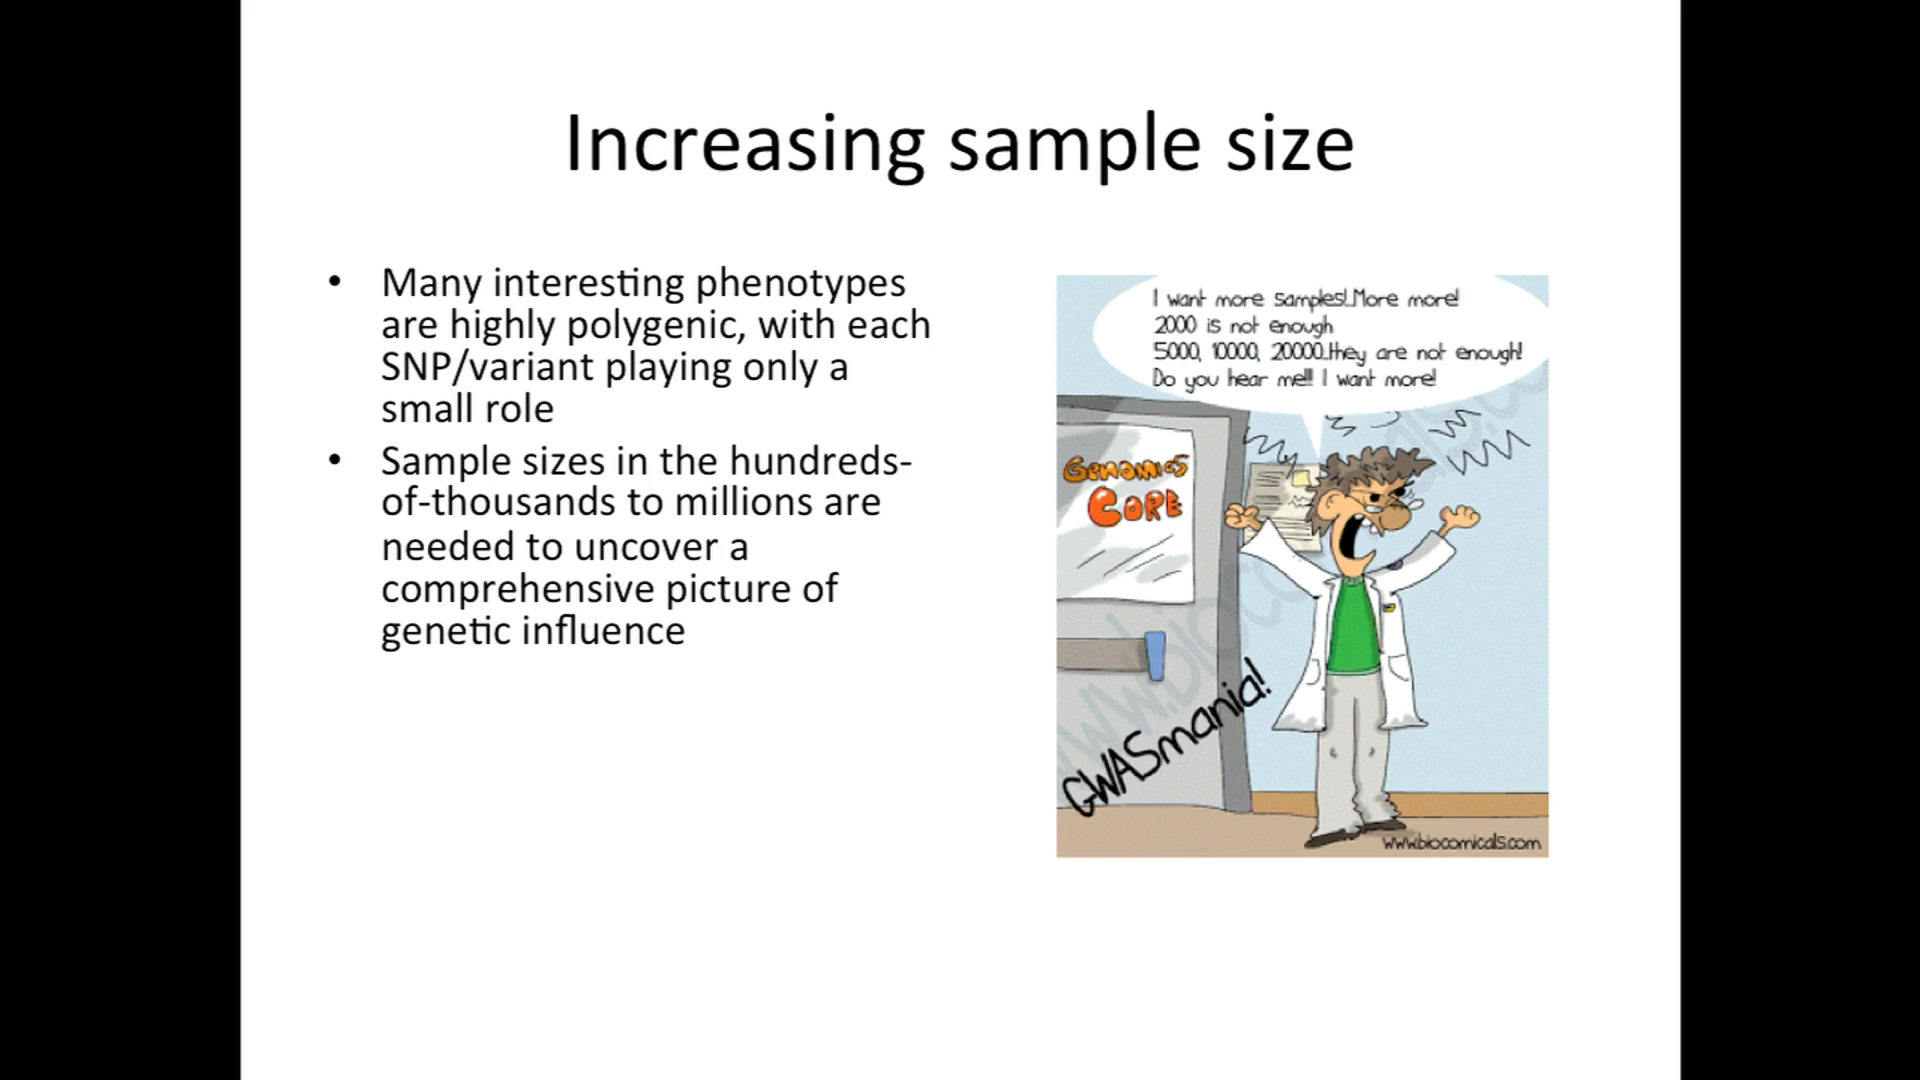 Increasing sample size
• Many interesting phenotypes
are highly polygenic, with each
SNP/variant playing only a
small role
• Sample sizes in the hundreds-
of-thousands to millions are
needed to uncover a
comprehensive picture of
genetic influence
I want more samples!..More more!
2000 is not enough
5000, 10000, 20000..they are not enough!
Do you hear me!!! I want more!
GENOMICS
CORE
GWASmania!
www.biocomicals.com